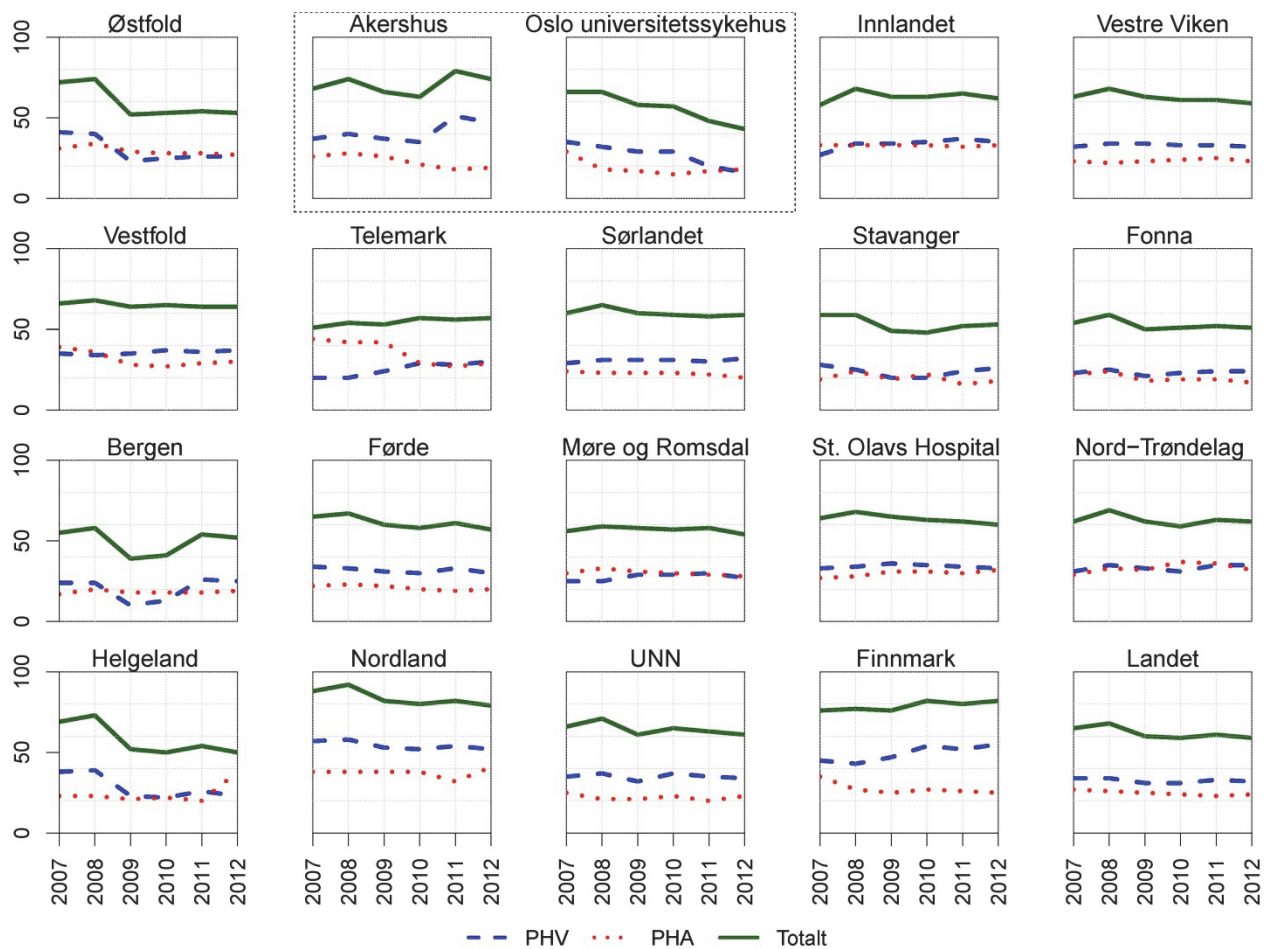 Østfold Akershus Oslo universitetssykehus Innlandet Vestre Viken
100
50
0
Vestfold Telemark Sørlandet Stavanger Fonna
100
50
0
Bergen Førde Møre og Romsdal St. Olavs Hospital Nord−Trøndelag
100
50
0
Helgeland Nordland UNN Finnmark Landet
100
50
0
2007 2008 2009 2010 2011 2012 2007 2008 2009 2010 2011 2012 2007 2008 2009 2010 2011 2012 2007 2008 2009 2010 2011 2012 2007 2008 2009 2010 2011 2012
PHV PHA Totalt